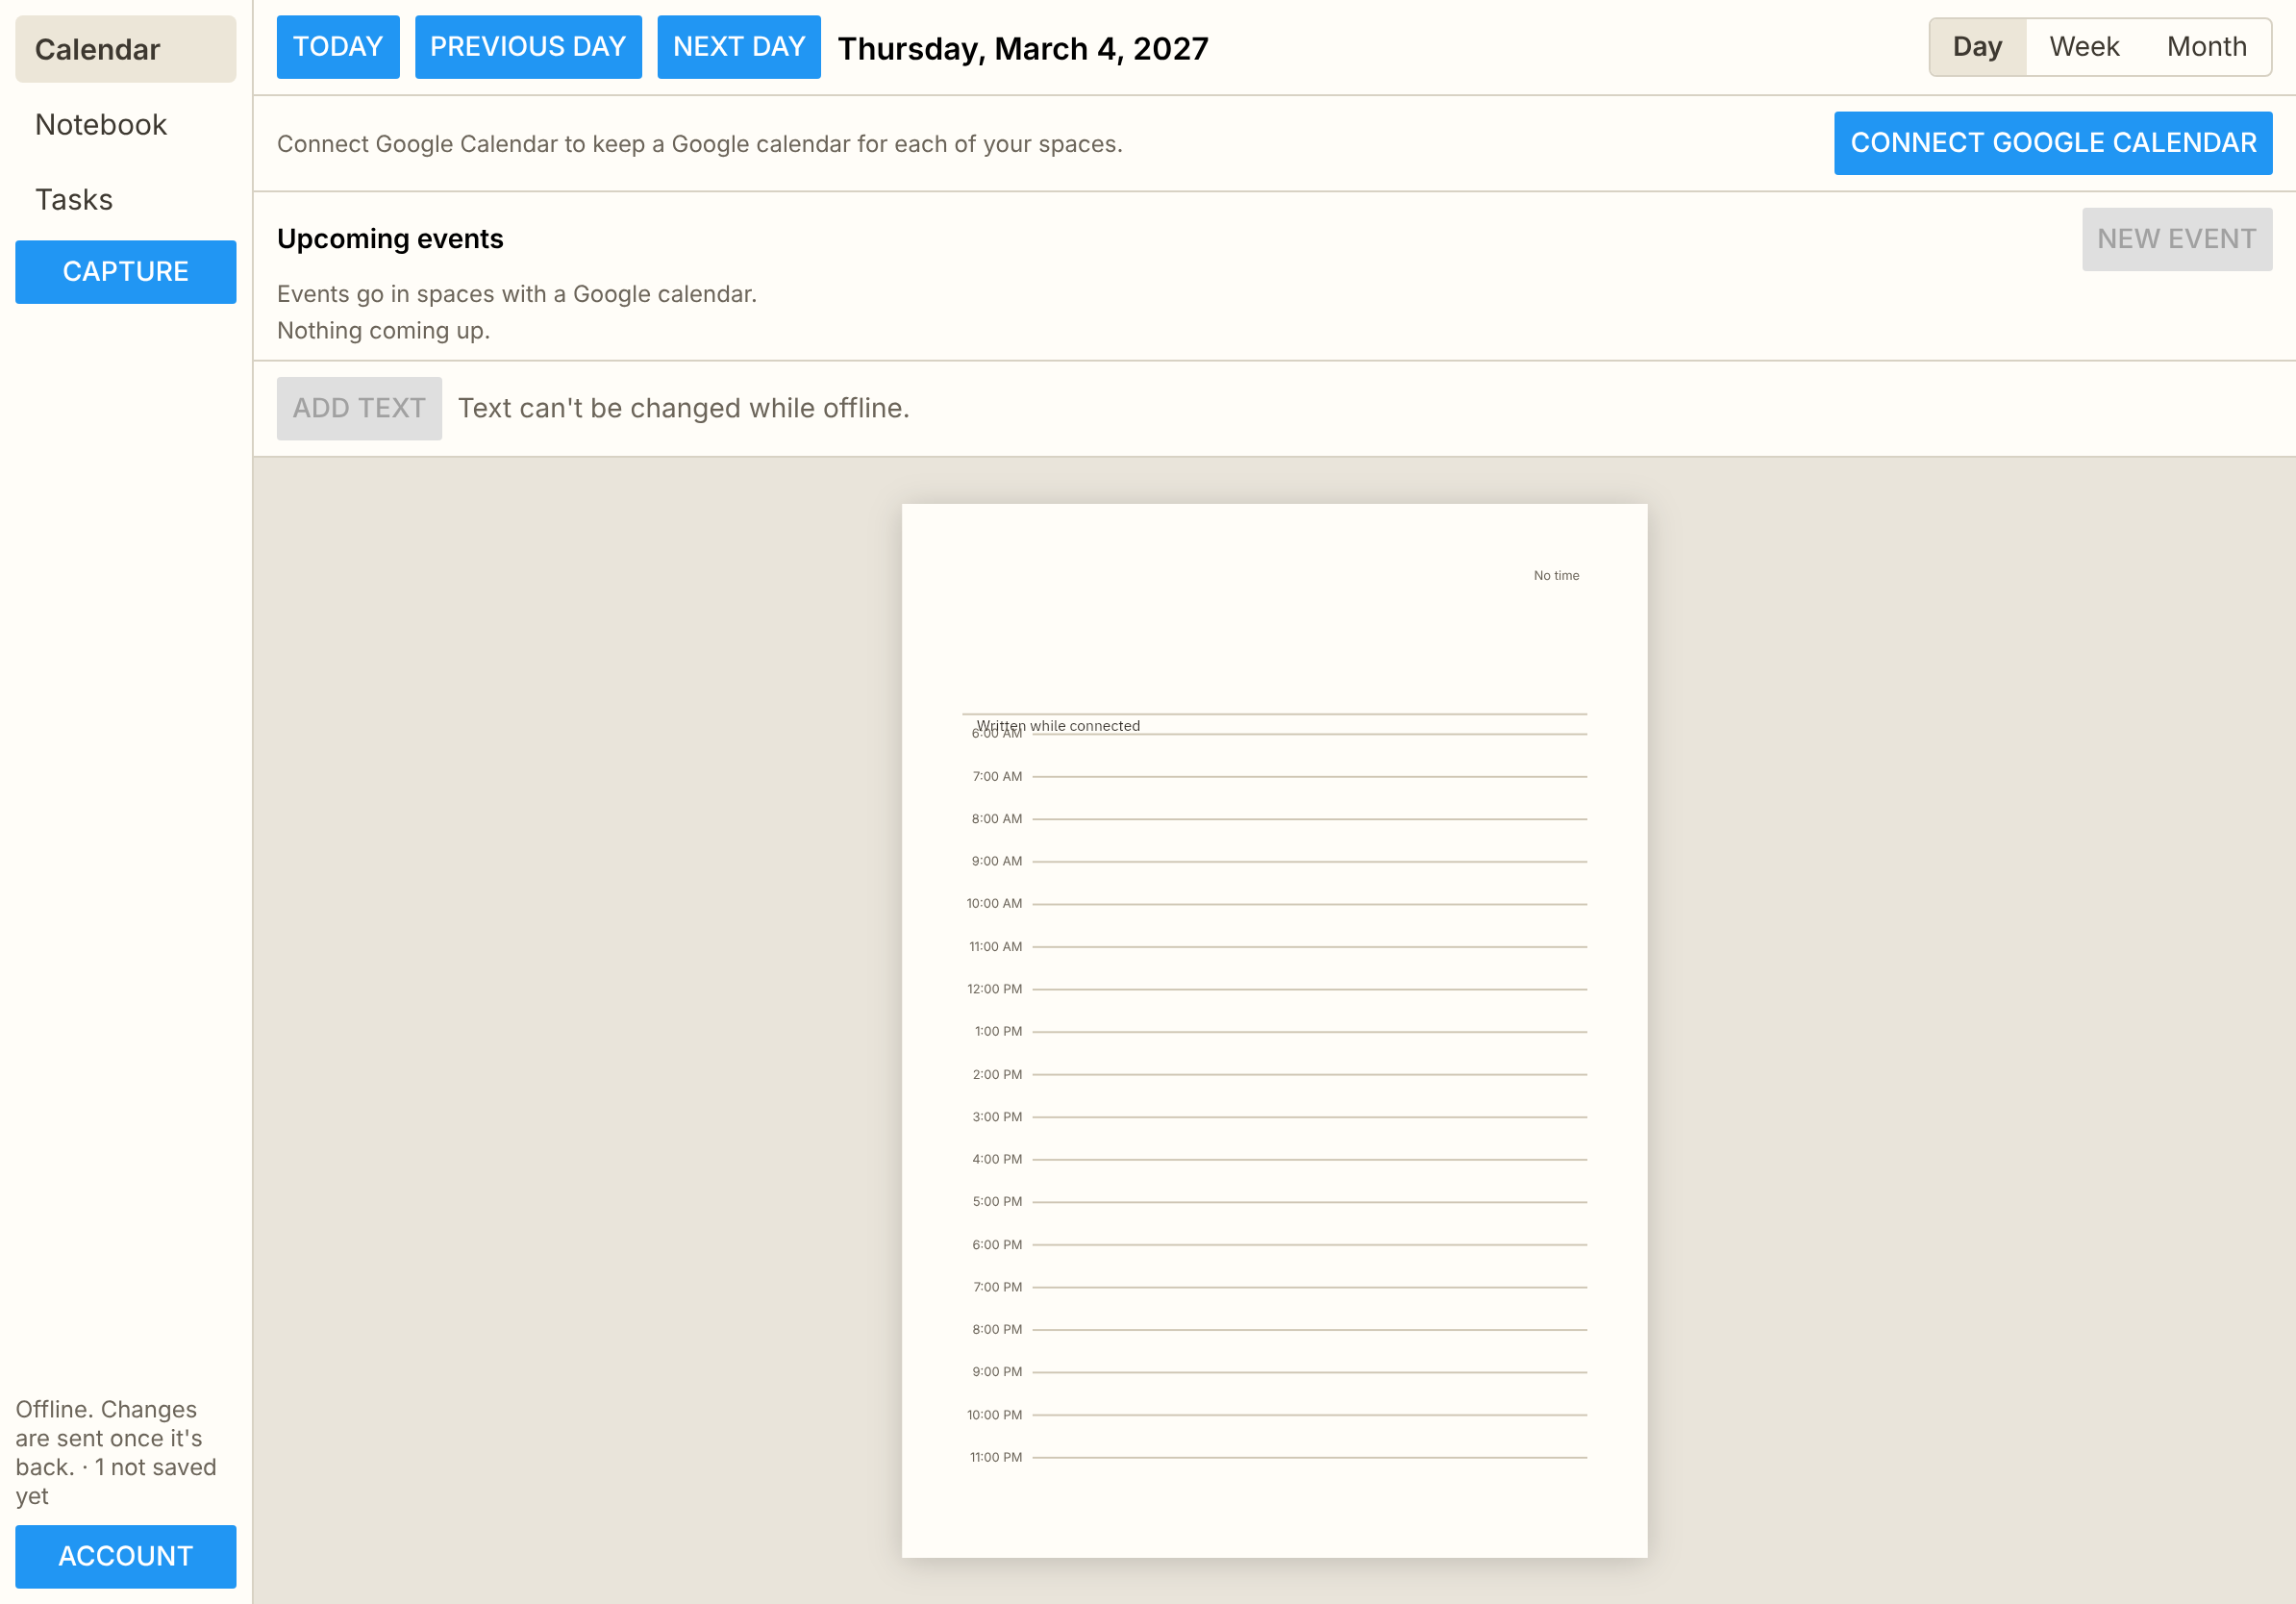 Calendar
Notebook
Tasks
CAPTURE
TODAY
PREVIOUS DAY
NEXT DAY
Thursday, March 4, 2027
Day
Week
Month
Connect Google Calendar to keep a Google calendar for each of your spaces.
CONNECT GOOGLE CALENDAR
Upcoming events
NEW EVENT
Events go in spaces with a Google calendar.
Nothing coming up.
ADD TEXT
Text can't be changed while offline.
No time
Written while connected
6:00 AM
7:00 AM
8:00 AM
9:00 AM
10:00 AM
11:00 AM
12:00 PM
1:00 PM
2:00 PM
3:00 PM
4:00 PM
5:00 PM
6:00 PM
7:00 PM
8:00 PM
9:00 PM
10:00 PM
11:00 PM
Offline. Changes
are sent once it's
back. · 1 not saved
yet
ACCOUNT